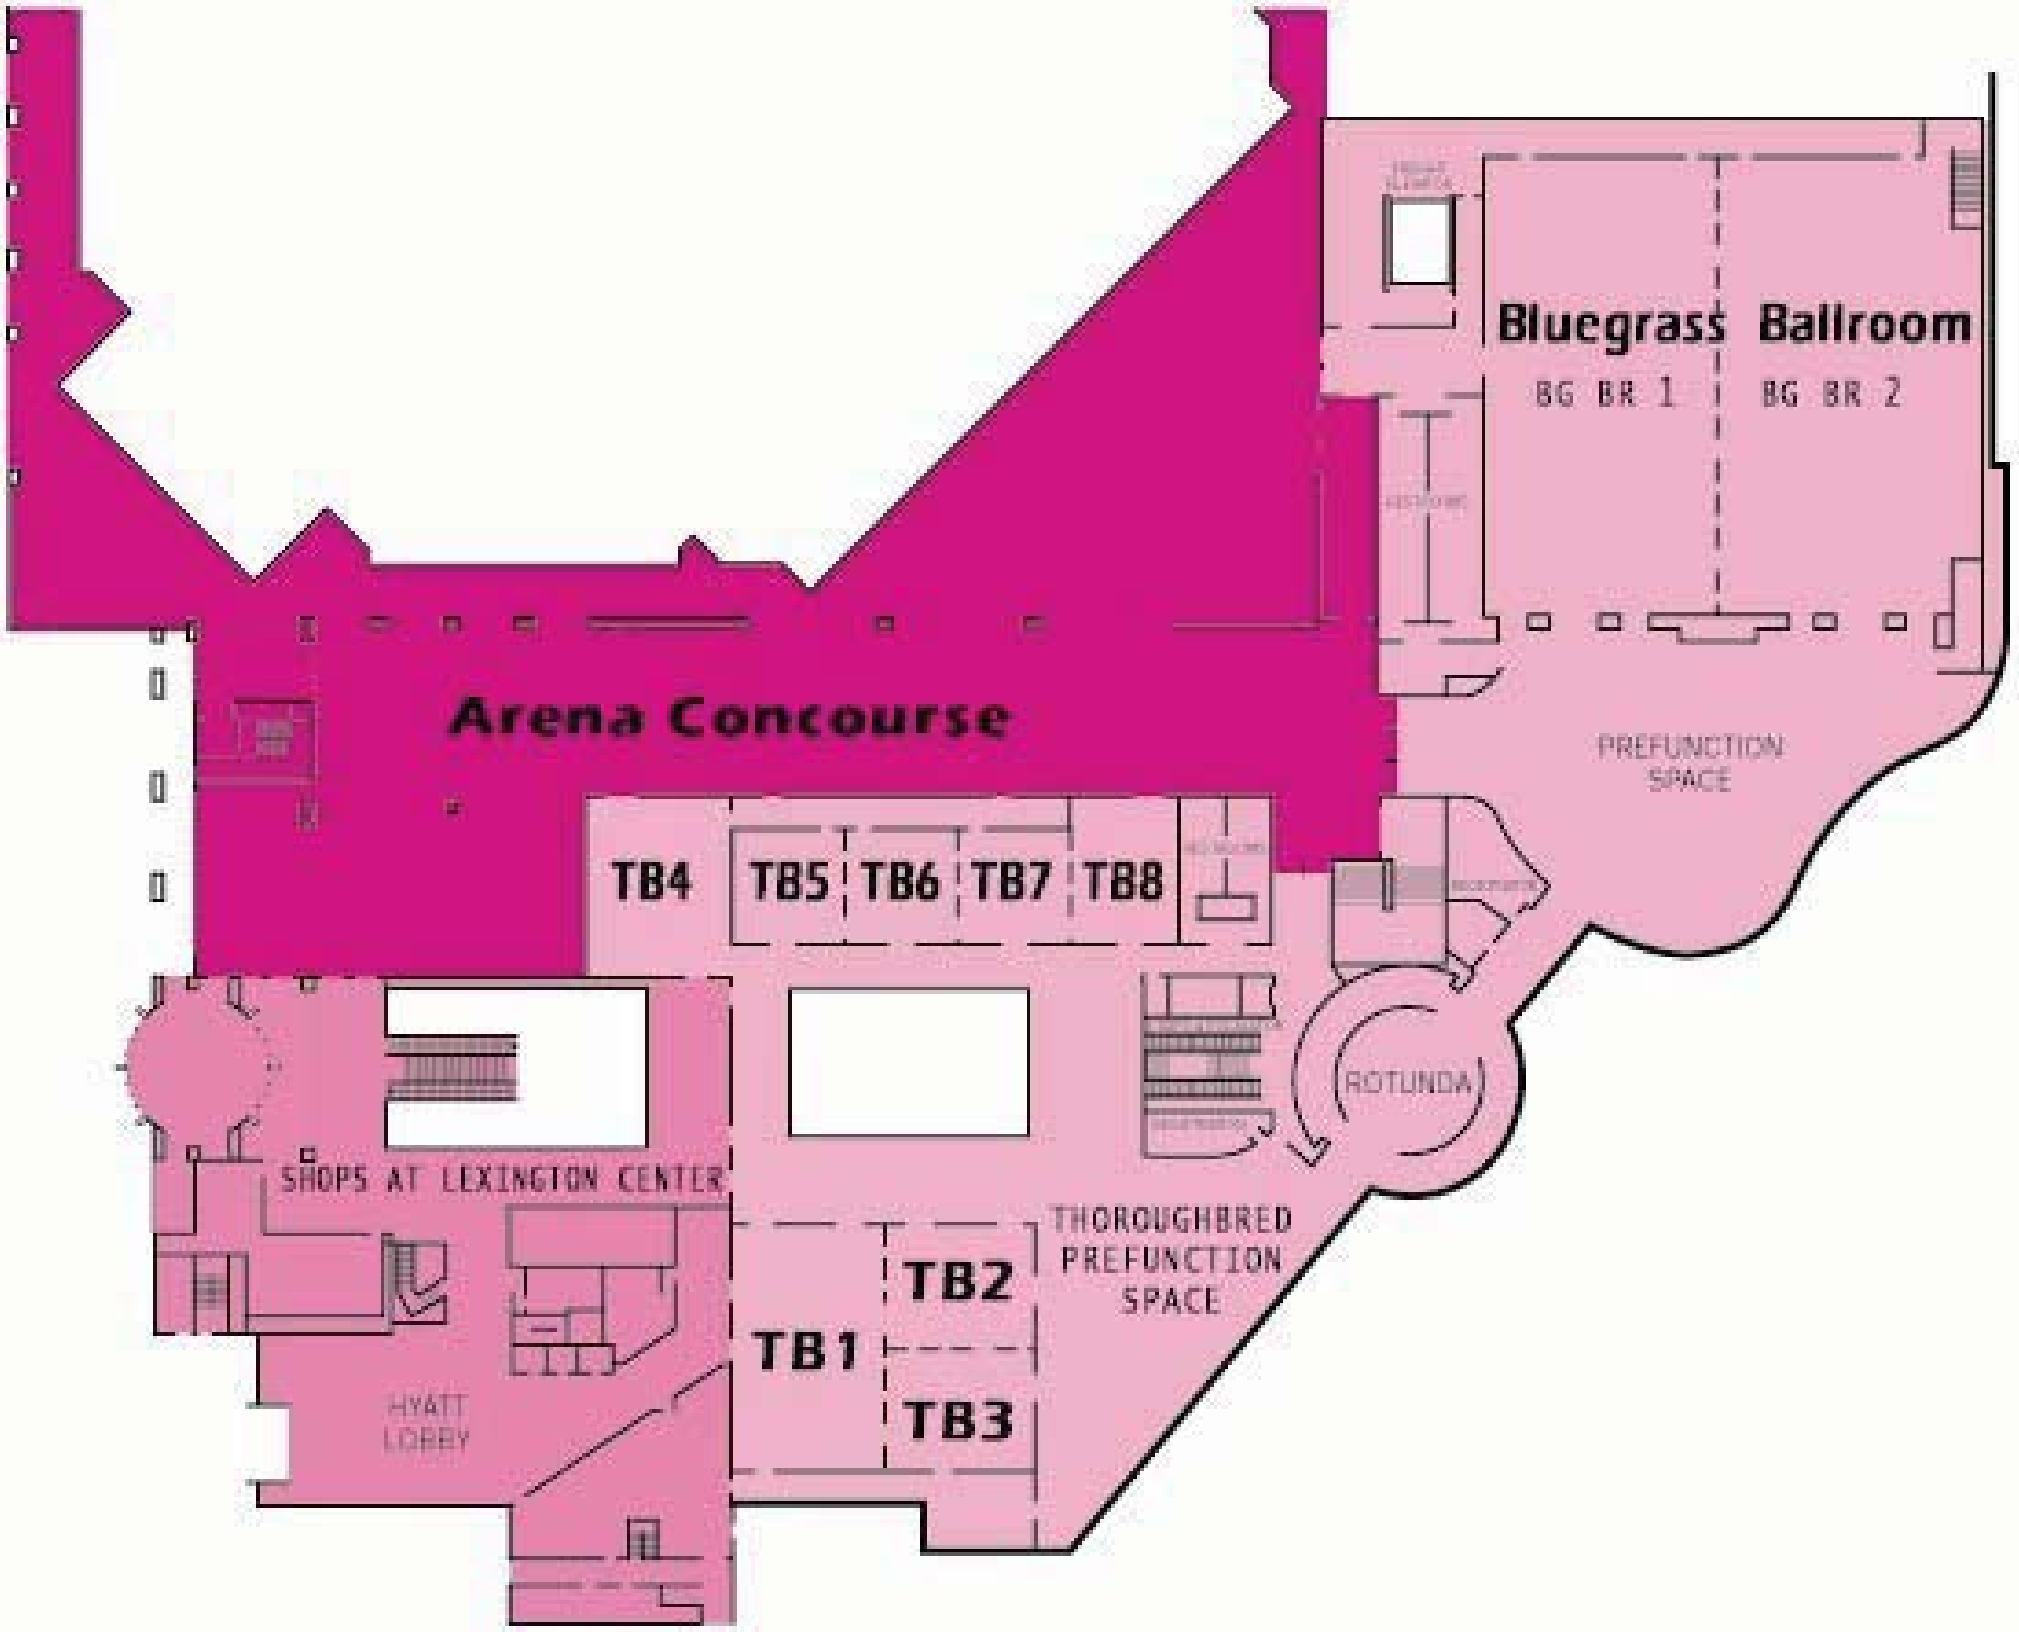 Bluegrass Ballroom
BG BR 1
BG BR 2
Arena Concourse
PREFUNCTION
SPACE
TB4
TB5
TB6
TB7
TB8
ROTUNDA
SHOPS AT LEXINGTON CENTER
THOROUGHBRED
PREFUNCTION
SPACE
TB2
TB1
TB3
HYATT
LOBBY